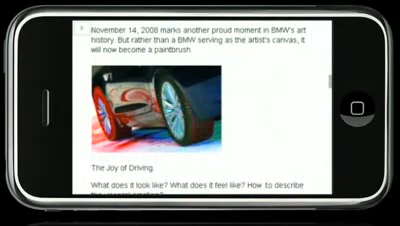 November 14, 2008 marks another proud moment in BMW's art
history. But rather than a BMW serving as the artist's canvas, it
will now become a paintbrush.
The Joy of Driving.
What does it look like? What does it feel like? How to describe